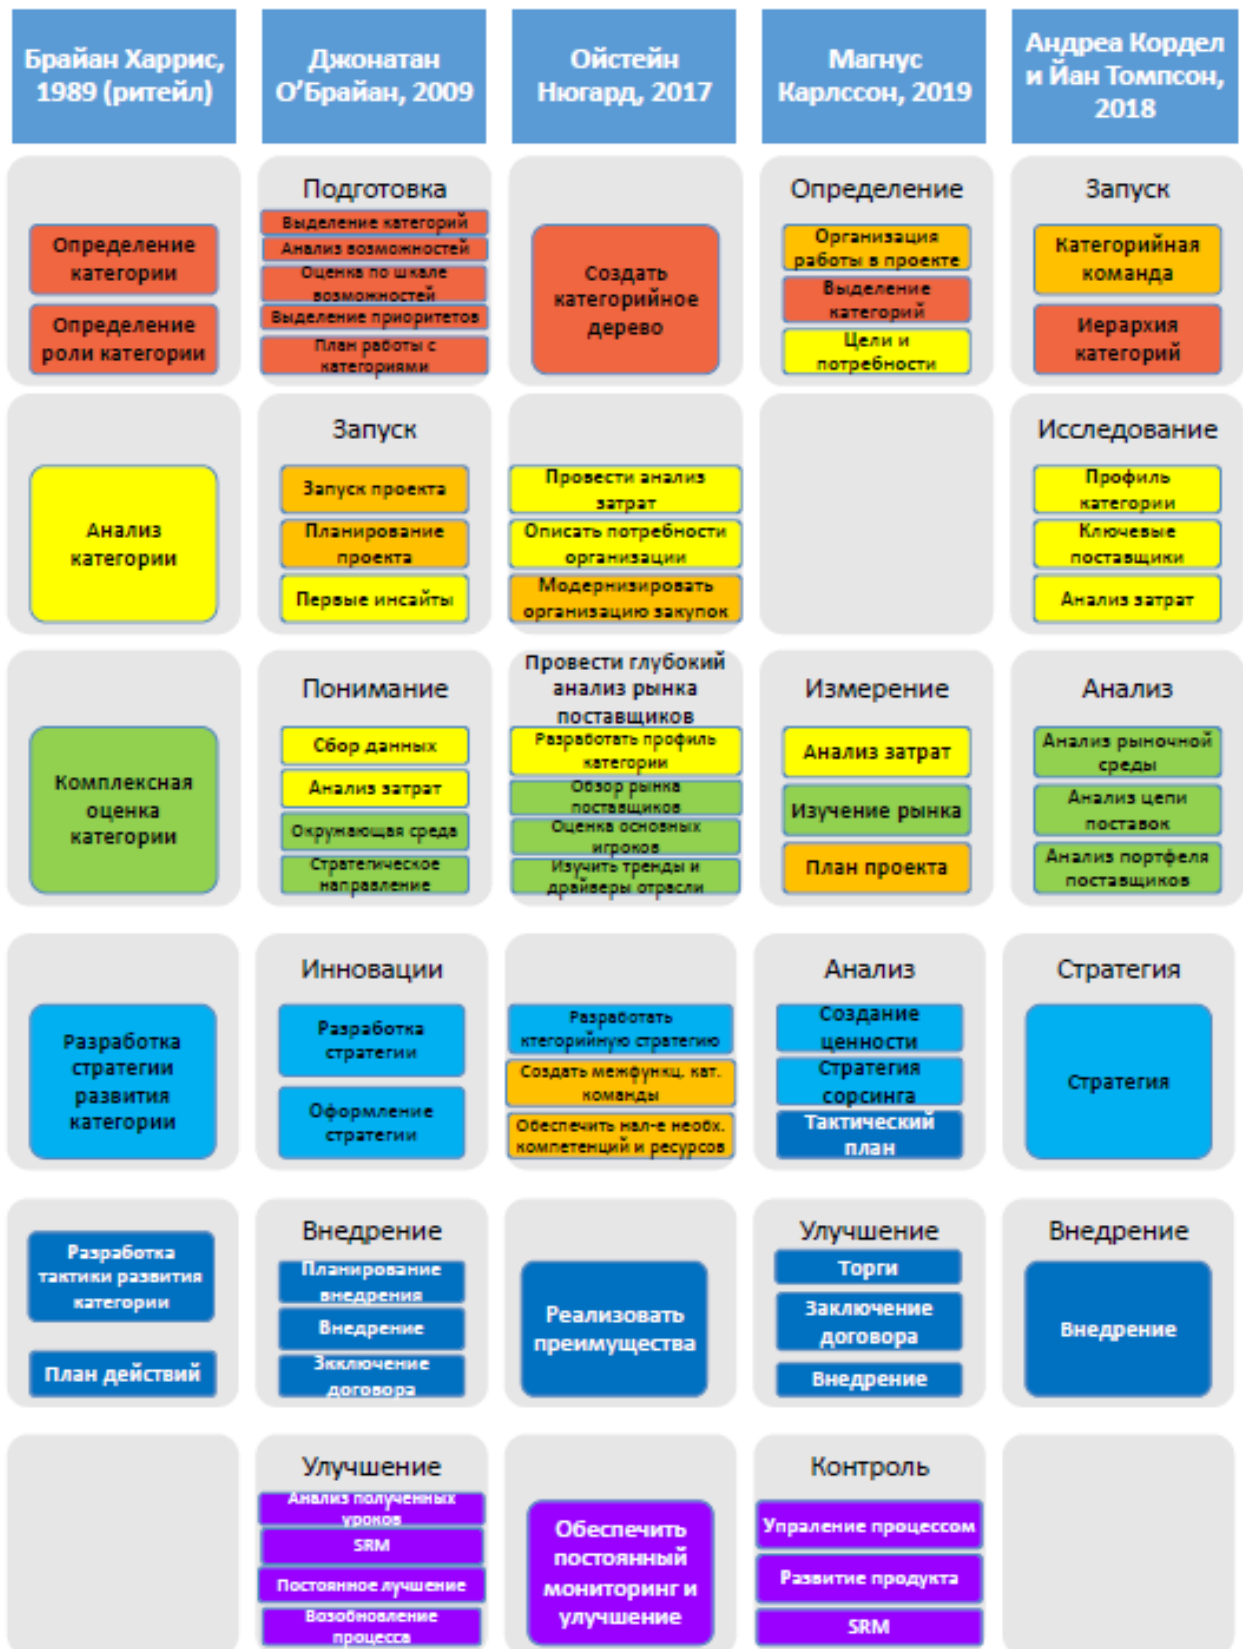 Брайан Харрис,
1989 (ритейл)
Джонатан
О’Брайан, 2009
Ойстейн
Нюгард, 2017
Магнус
Карлссон, 2019
Андреа Кордел
и Йан Томпсон,
2018
Определение
категории
Определение
роли категории
Подготовка
Выделение категорий
Анализ возможностей
Оценка по шкале
возможностей
Выделение приоритетов
План работы с
категориями
Создать
категорийное
дерево
Определение
Организация
работы в проекте
Выделение
категорий
Цели и
потребности
Запуск
Категорийная
команда
Иерархия
категорий
Анализ
категории
Запуск
Запуск проекта
Планирование
проекта
Первые инсайты
Провести анализ
затрат
Описать потребности
организации
Модернизировать
организацию закупок
Исследование
Профиль
категории
Ключевые
поставщики
Анализ затрат
Комплексная
оценка
категории
Понимание
Сбор данных
Анализ затрат
Окружающая среда
Стратегическое
направление
Провести глубокий
анализ рынка
поставщиков
Разработать профиль
категории
Обзор рынка
поставщиков
Оценка основных
игроков
Изучить тренды и
драйверы отрасли
Измерение
Анализ затрат
Изучение рынка
План проекта
Анализ
Анализ рыночной
среды
Анализ цепи
поставок
Анализ портфеля
поставщиков
Разработка
стратегии
развития
категории
Инновации
Разработка
стратегии
Оформление
стратегии
Разработать
ктегорийную стратегию
Создать межфункц. кат.
команды
Обеспечить нал-е необх.
компетенций и ресурсов
Анализ
Создание
ценности
Стратегия
сорсинга
Тактический
план
Стратегия
Стратегия
Разработка
тактики развития
категории
План действий
Внедрение
Планирование
внедрения
Внедрение
Зкключение
договора
Реализовать
преимущества
Улучшение
Торги
Заключение
договора
Внедрение
Внедрение
Внедрение
Улучшение
Анализ полученных
уроков
SRM
Постоянное лучшение
Возобновление
процесса
Обеспечить
постоянный
мониторинг и
улучшение
Контроль
Упраление процессом
Развитие продукта
SRM